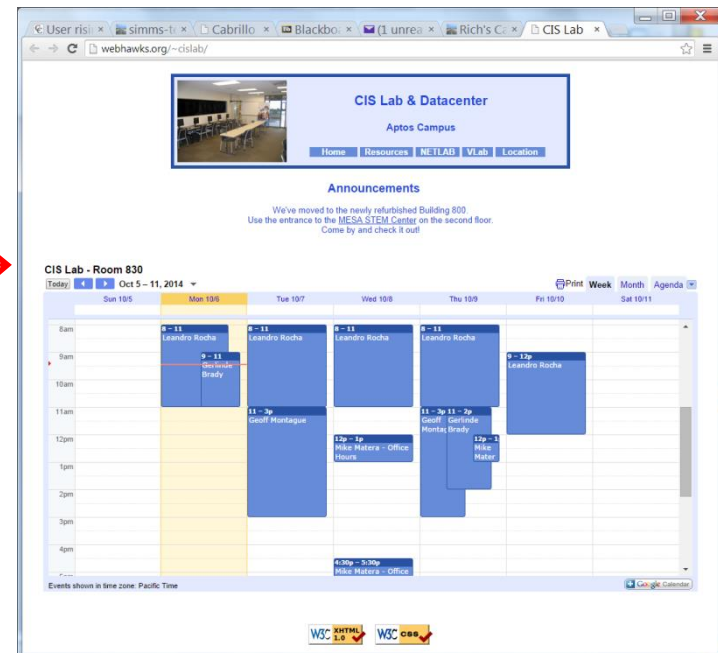 User risi
simms-te
Cabrillo
Blackbo
(1 unrea
Rich's Ca
CIS Lab
webhawks.org/~cislab/
CIS Lab & Datacenter
Aptos Campus
Home Resources NETLAB VLab Location
Announcements
We've moved to the newly refurbished Building 800.
Use the entrance to the MESA STEM Center on the second floor.
Come by and check it out!
CIS Lab - Room 830
Today Oct 5 – 11, 2014 Print Week Month Agenda
Sun 10/5 Mon 10/6 Tue 10/7 Wed 10/8 Thu 10/9 Fri 10/10 Sat 10/11
8am
8 – 11
Leandro Rocha
8 – 11
Leandro Rocha
8 – 11
Leandro Rocha
8 – 11
Leandro Rocha
9am
9 – 11
Gerlinde
Brady
9 – 12p
Leandro Rocha
10am
11am
11 – 3p
Geoff Montague
11 – 3p
Geoff
Montag
11 – 2p
Gerlinde
Brady
12pm
12p – 1p
Mike Matera - Office
Hours
12p – 1
Mike
Mater
1pm
2pm
3pm
4pm
4:30p – 5:30p
Mike Matera - Office
Events shown in time zone: Pacific Time
Google Calendar
W3C XHTML 1.0
W3C css